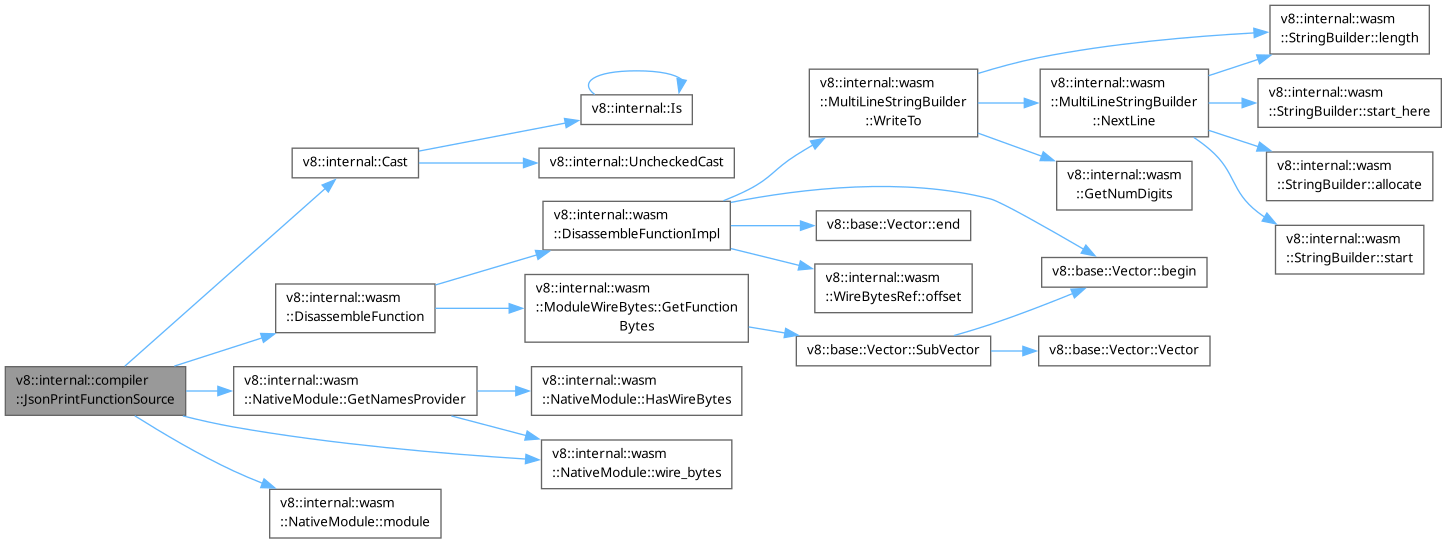 v8::internal::wasm
::StringBuilder::length
v8::internal::wasm
::MultiLineStringBuilder
::WriteTo
v8::internal::wasm
::MultiLineStringBuilder
::NextLine
v8::internal::wasm
::StringBuilder::start_here
v8::internal::Is
v8::internal::Cast
v8::internal::UncheckedCast
v8::internal::wasm
::GetNumDigits
v8::internal::wasm
::StringBuilder::allocate
v8::internal::wasm
::DisassembleFunctionImpl
v8::base::Vector::end
v8::internal::wasm
::StringBuilder::start
v8::base::Vector::begin
v8::internal::wasm
::WireBytesRef::offset
v8::internal::wasm
::DisassembleFunction
v8::internal::wasm
::ModuleWireBytes::GetFunction
Bytes
v8::base::Vector::SubVector
v8::base::Vector::Vector
v8::internal::compiler
::JsonPrintFunctionSource
v8::internal::wasm
::NativeModule::GetNamesProvider
v8::internal::wasm
::NativeModule::HasWireBytes
v8::internal::wasm
::NativeModule::wire_bytes
v8::internal::wasm
::NativeModule::module